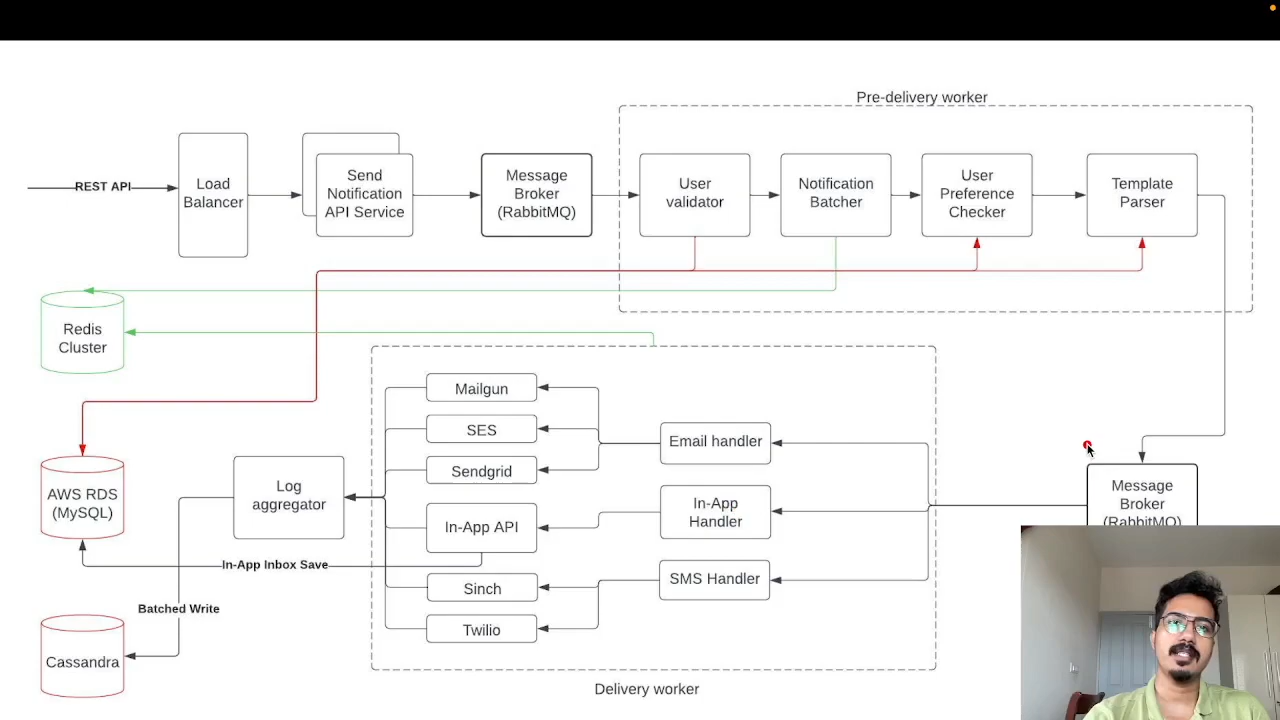 Pre-delivery worker
REST API
Load
Balancer
Send
Notification
API Service
Message
Broker
(RabbitMQ)
User
validator
Notification
Batcher
User
Preference
Checker
Template
Parser
Redis
Cluster
Mailgun
SES
Sendgrid
In-App API
Sinch
Twilio
Email handler
In-App
Handler
SMS Handler
Message
Broker
(RabbitMQ)
Log
aggregator
AWS RDS
(MySQL)
In-App Inbox Save
Batched Write
Cassandra
Delivery worker